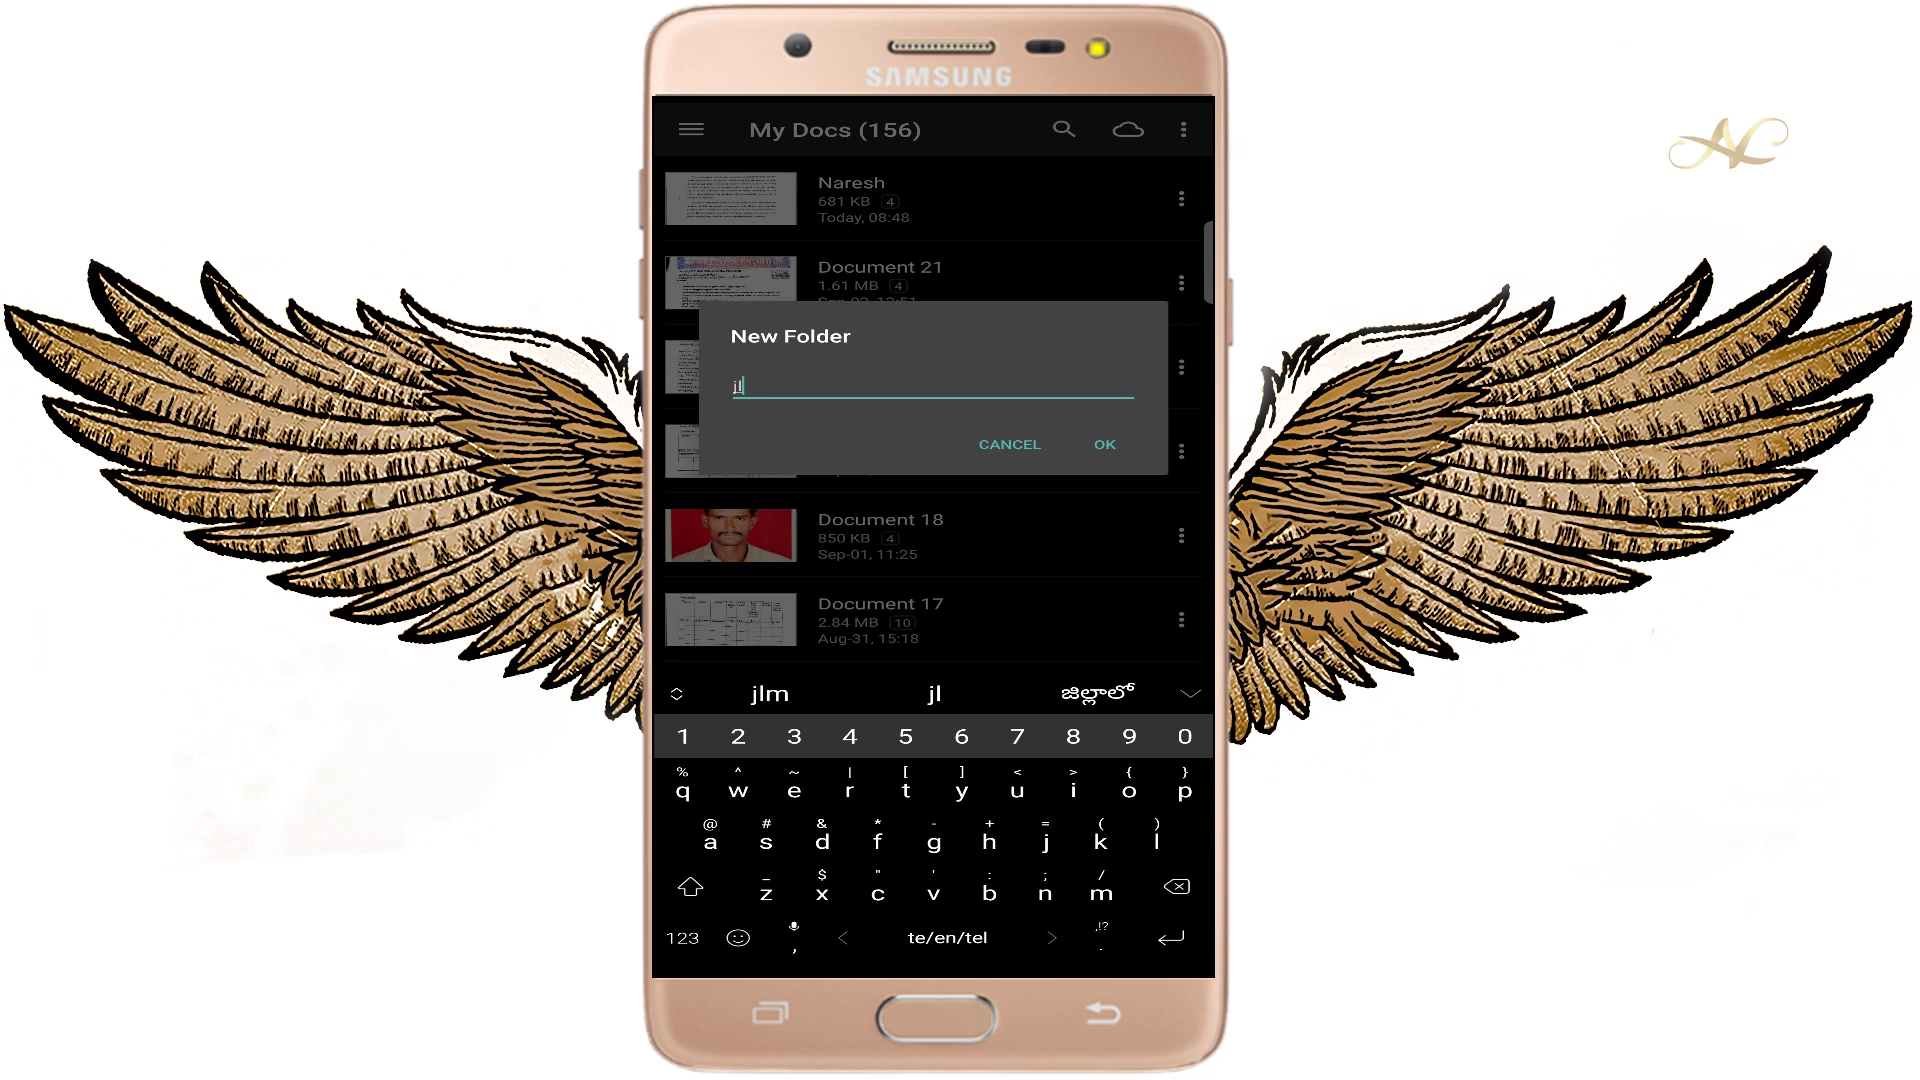 SAMSUNG
My Docs (156)
Naresh
681 KB 4
Today, 08:48
Document 21
1.61 MB 4
New Folder
jl
CANCEL OK
Document 18
850 KB 4
Sep-01, 11:25
Document 17
2.84 MB 10
Aug-31, 15:18
jlm jl జిల్లాలో
1 2 3 4 5 6 7 8 9 0
% ^ ~ | [ ] < > { }
q w e r t y u i o p
@ # & * - + = ( )
a s d f g h j k l
_ $ " ' : ; /
z x c v b n m
,!?
123 , < te/en/tel > .